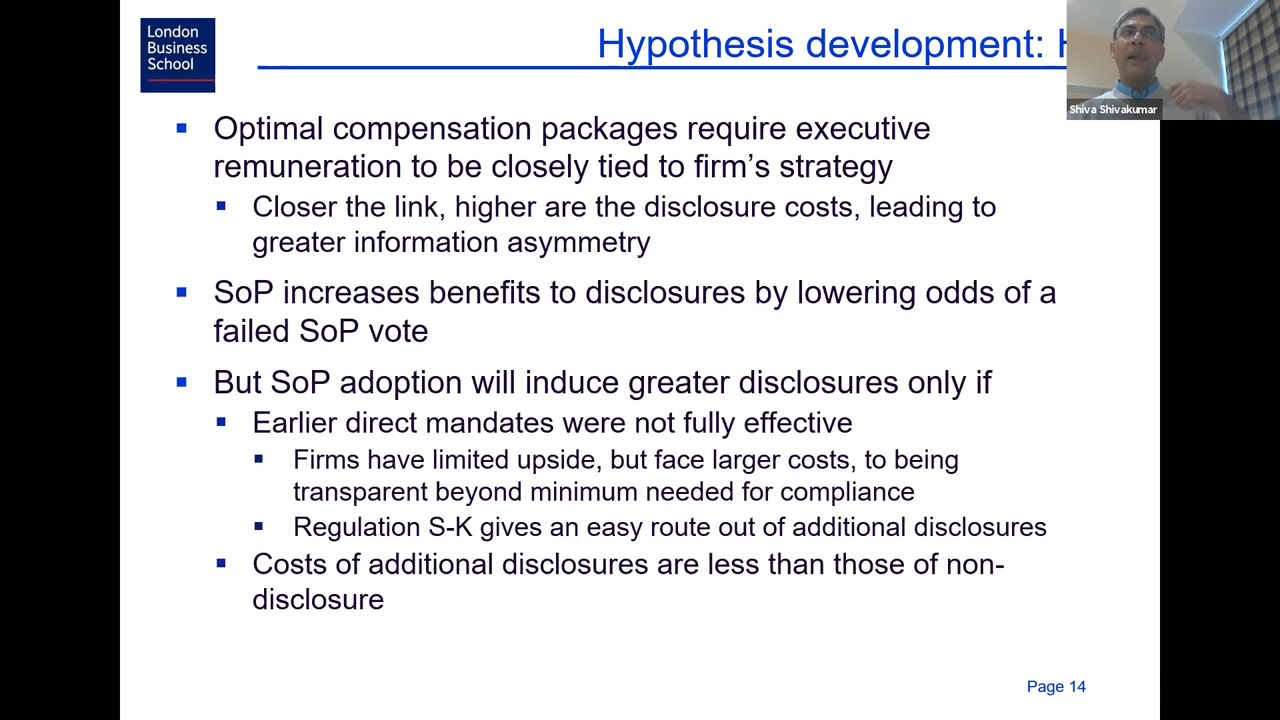 London
Business
School
Hypothesis development:
Shiva Shivakumar
Optimal compensation packages require executive
remuneration to be closely tied to firm’s strategy
Closer the link, higher are the disclosure costs, leading to
greater information asymmetry
SoP increases benefits to disclosures by lowering odds of a
failed SoP vote
But SoP adoption will induce greater disclosures only if
Earlier direct mandates were not fully effective
Firms have limited upside, but face larger costs, to being
transparent beyond minimum needed for compliance
Regulation S-K gives an easy route out of additional disclosures
Costs of additional disclosures are less than those of non-
disclosure
Page 14